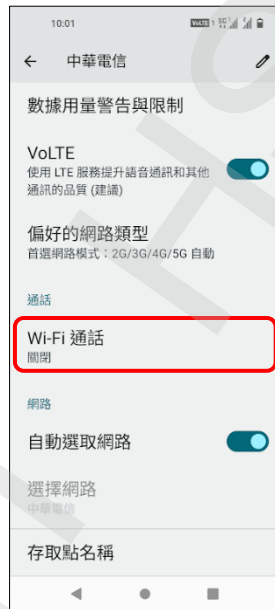 10:01
VoLTE 1 5G
中華電信
數據用量警告與限制
VoLTE
使用 LTE 服務提升語音通訊和其他
通訊的品質 (建議)
偏好的網路類型
首選網路模式：2G/3G/4G/5G 自動
通話
Wi-Fi 通話
關閉
網路
自動選取網路
選擇網路
中華電信
存取點名稱